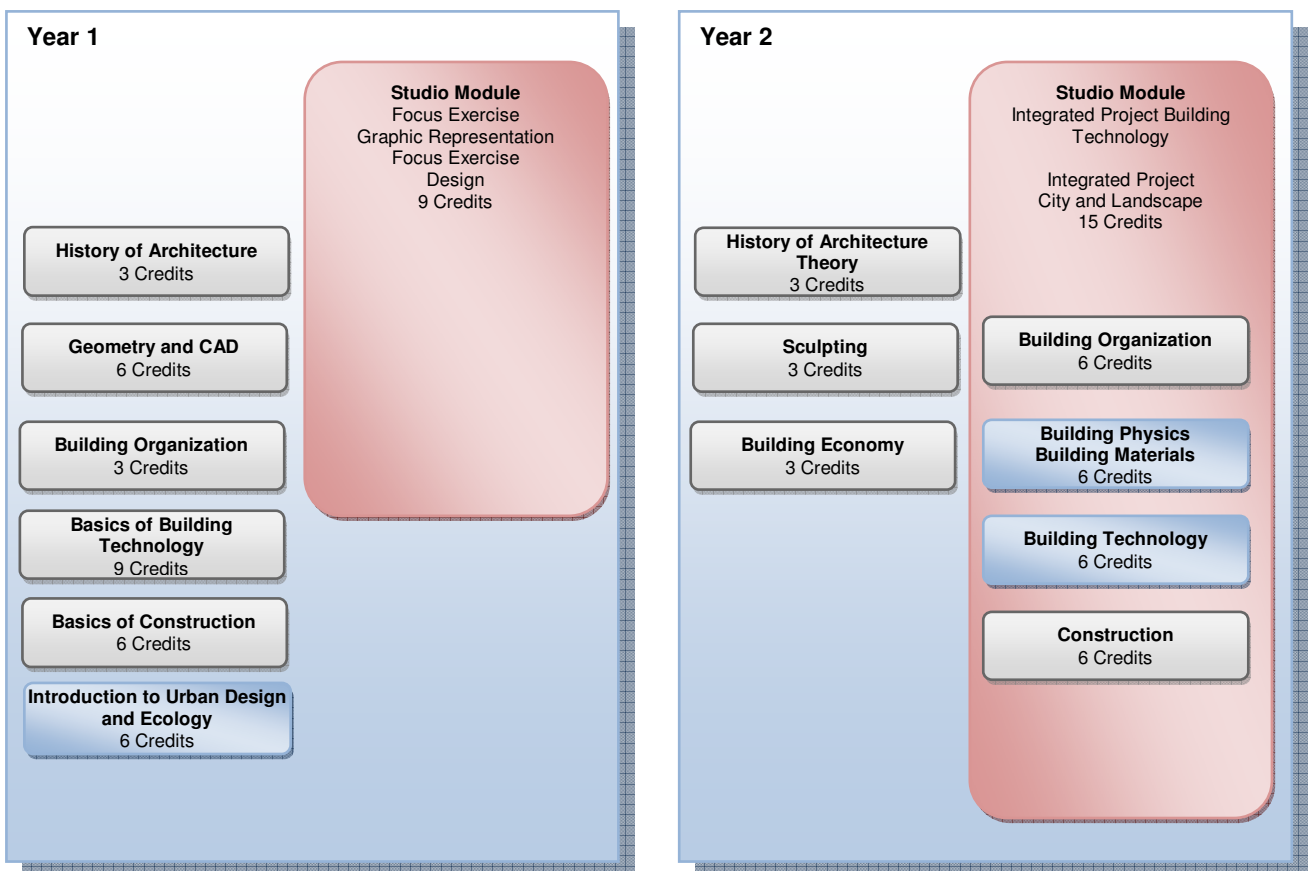 Year 1
Studio Module
Focus Exercise
Graphic Representation
Focus Exercise
Design
9 Credits
History of Architecture
3 Credits
Geometry and CAD
6 Credits
Building Organization
3 Credits
Basics of Building
Technology
9 Credits
Basics of Construction
6 Credits
Introduction to Urban Design
and Ecology
6 Credits
Year 2
Studio Module
Integrated Project Building
Technology
Integrated Project
City and Landscape
15 Credits
History of Architecture
Theory
3 Credits
Sculpting
3 Credits
Building Economy
3 Credits
Building Organization
6 Credits
Building Physics
Building Materials
6 Credits
Building Technology
6 Credits
Construction
6 Credits